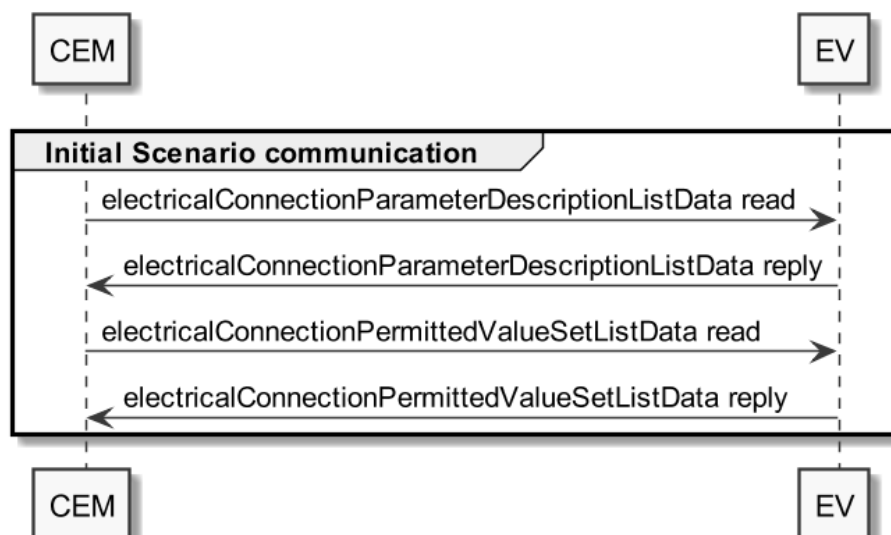 CEM
EV
Initial Scenario communication
electricalConnectionParameterDescriptionListData read
electricalConnectionParameterDescriptionListData reply
electricalConnectionPermittedValueSetListData read
electricalConnectionPermittedValueSetListData reply
CEM
EV